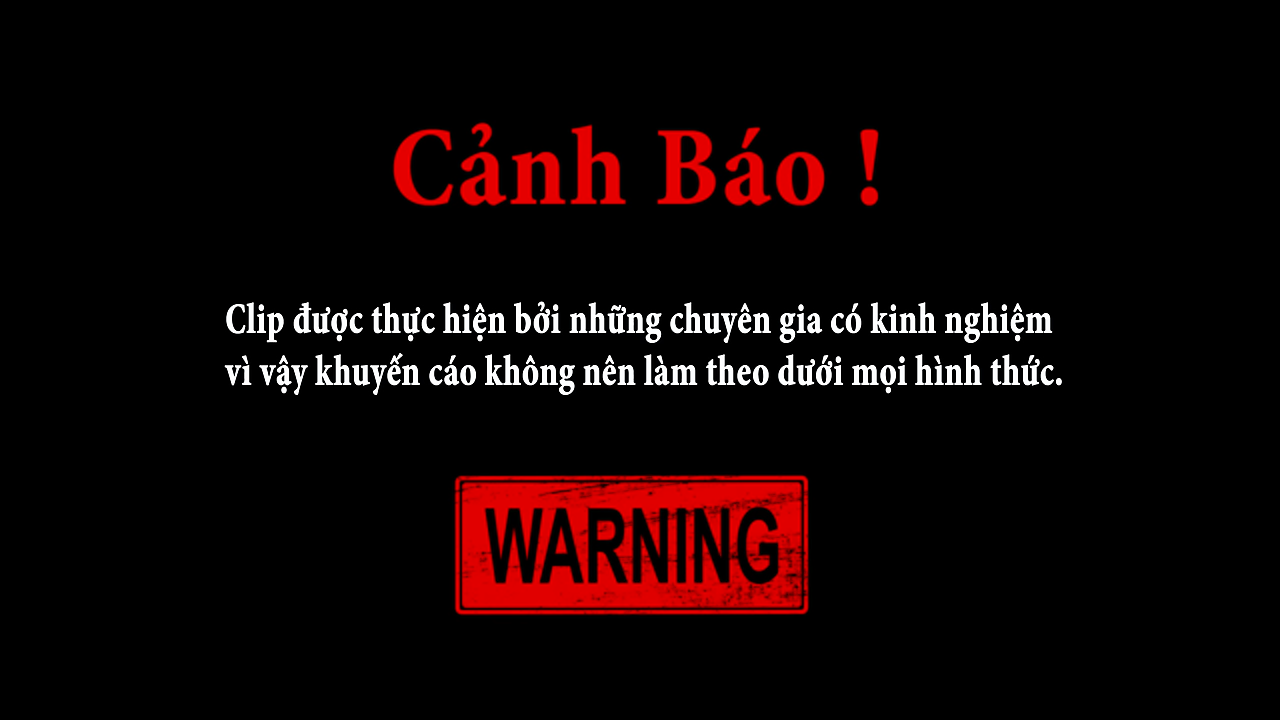 Cảnh Báo !
Clip được thực hiện bởi những chuyên gia có kinh nghiệm
vì vậy khuyến cáo không nên làm theo dưới mọi hình thức.
WARNING